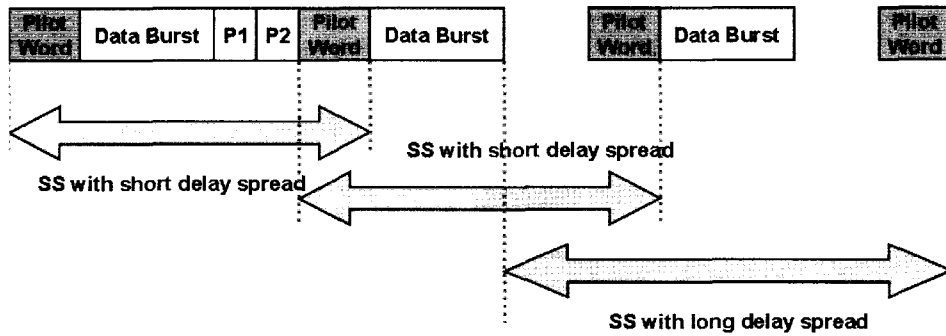 Pilot Word Data Burst P1 P2 Pilot Word Data Burst Pilot Word Data Burst Pilot Word
SS with short delay spread
SS with short delay spread
SS with long delay spread